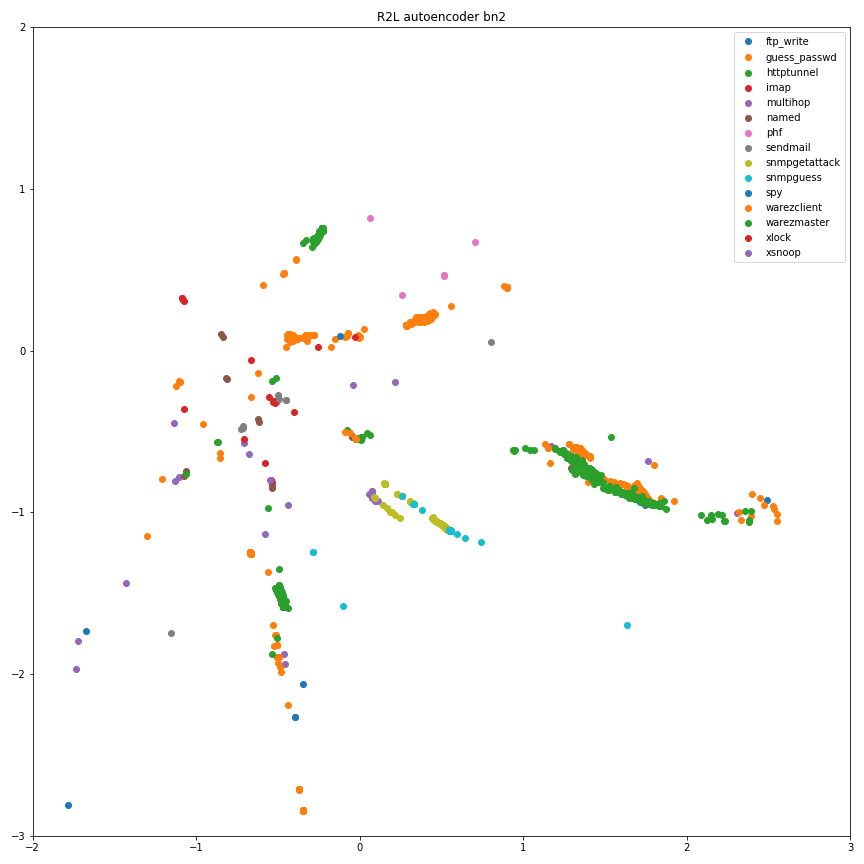 R2L autoencoder bn2
2
1
0
−1
−2
−3
−2
−1
0
1
2
3
ftp_write
guess_passwd
httptunnel
imap
multihop
named
phf
sendmail
snmpgetattack
snmpguess
spy
warezclient
warezmaster
xlock
xsnoop